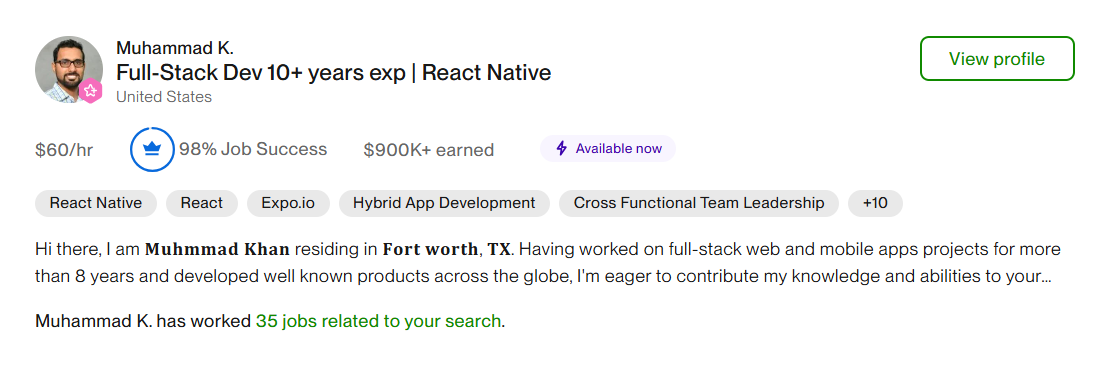 Muhammad K.
Full-Stack Dev 10+ years exp | React Native
United States
View profile
$60/hr
98% Job Success
$900K+ earned
Available now
React Native
React
Expo.io
Hybrid App Development
Cross Functional Team Leadership
+10
Hi there, I am Muhmmad Khan residing in Fort worth, TX. Having worked on full-stack web and mobile apps projects for more
than 8 years and developed well known products across the globe, I'm eager to contribute my knowledge and abilities to your...
Muhammad K. has worked 35 jobs related to your search.